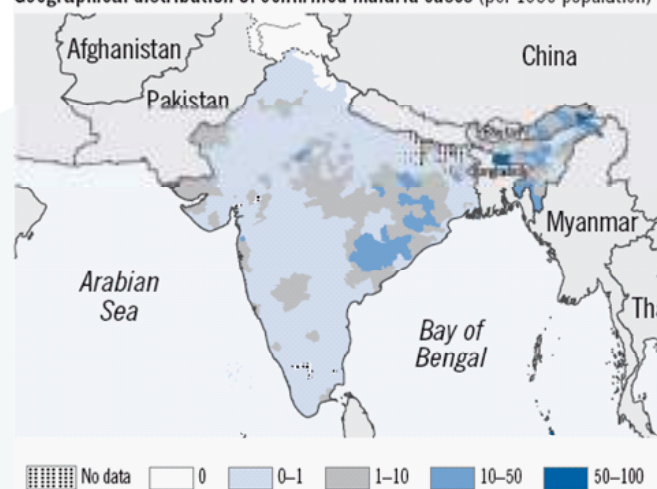 Geographical distribution of confirmed malaria cases (per 1000 population)
Afghanistan
China
Pakistan
Myanmar
Arabian
Sea
Bay of
Bengal
Tha
No data
0
0–1
1–10
10–50
50–100